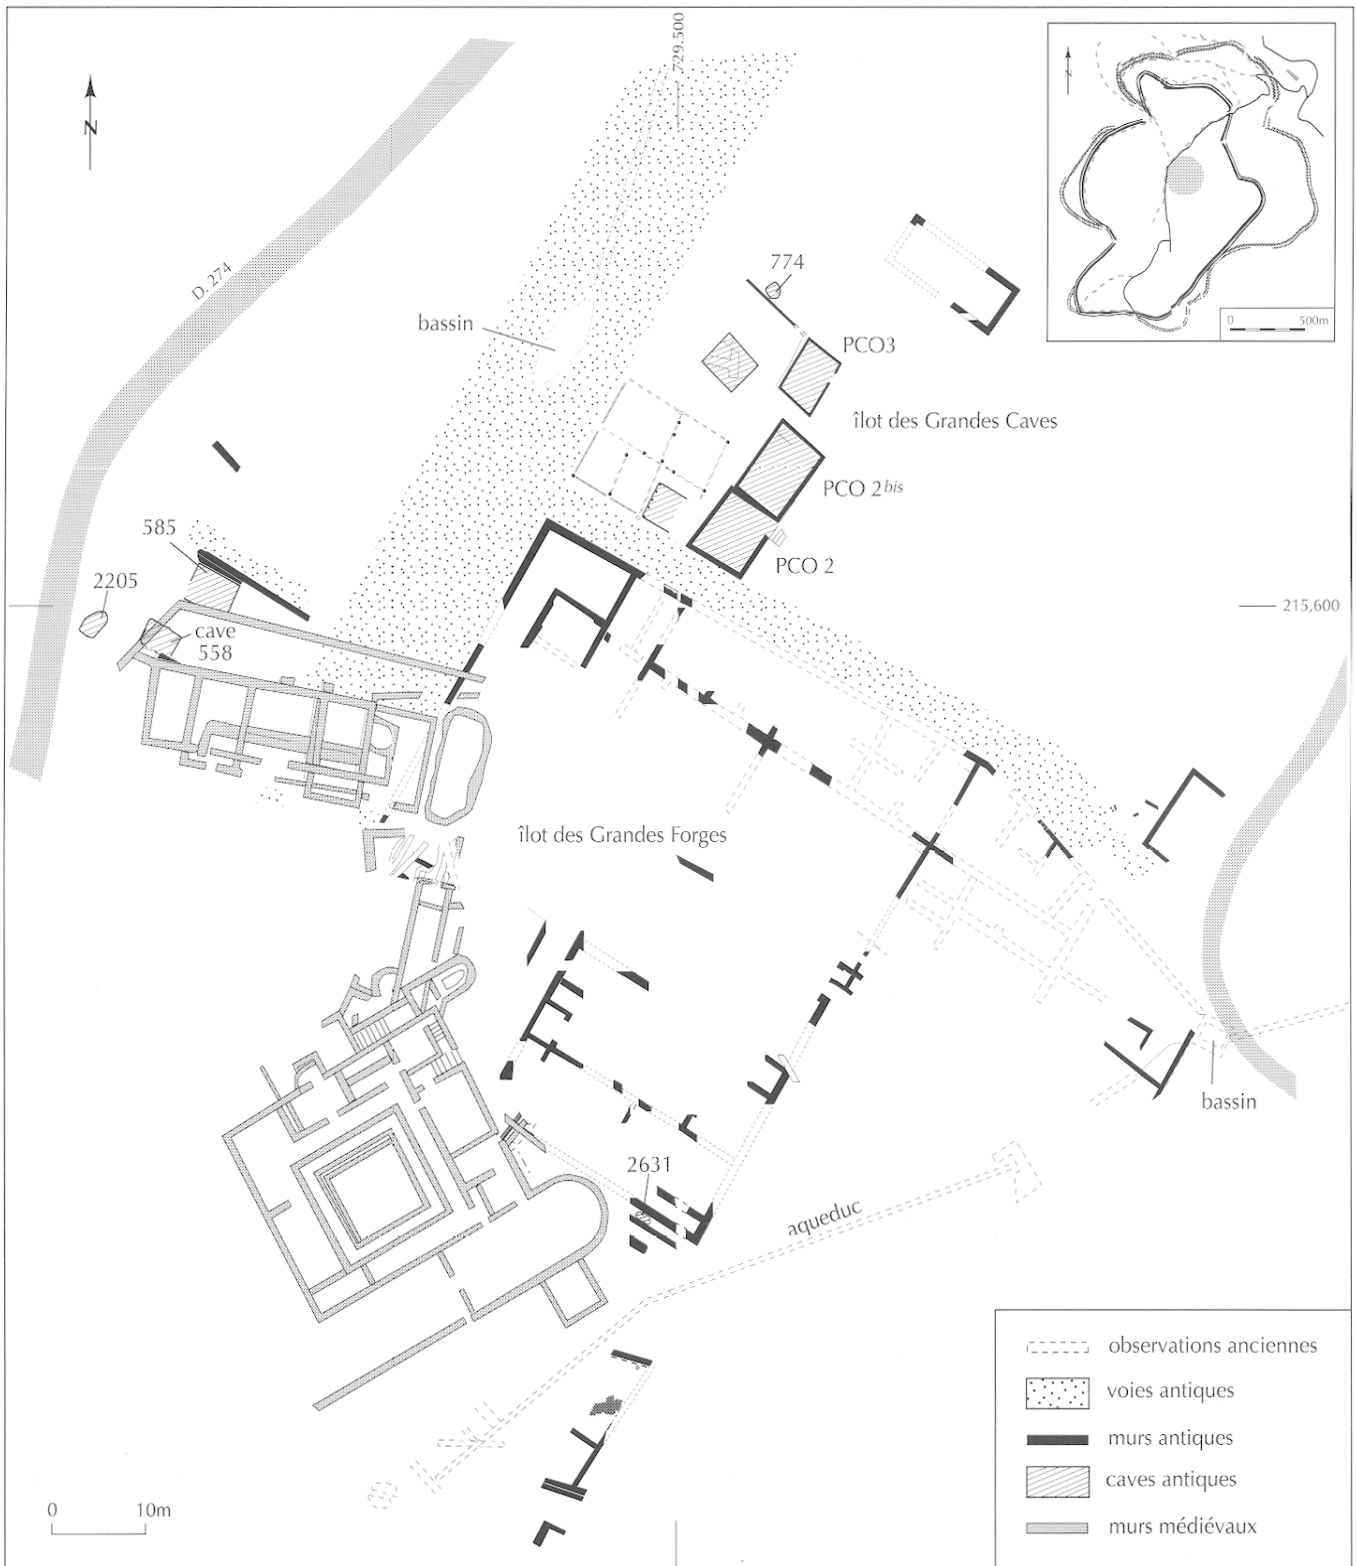 729.500
N
N
0 500m
D. 274
774
bassin
PCO3
îlot des Grandes Caves
PCO 2 bis
585
PCO 2
2205
215,600
cave
558
îlot des Grandes Forges
bassin
2631
aqueduc
observations anciennes
voies antiques
murs antiques
caves antiques
murs médiévaux
0 10m